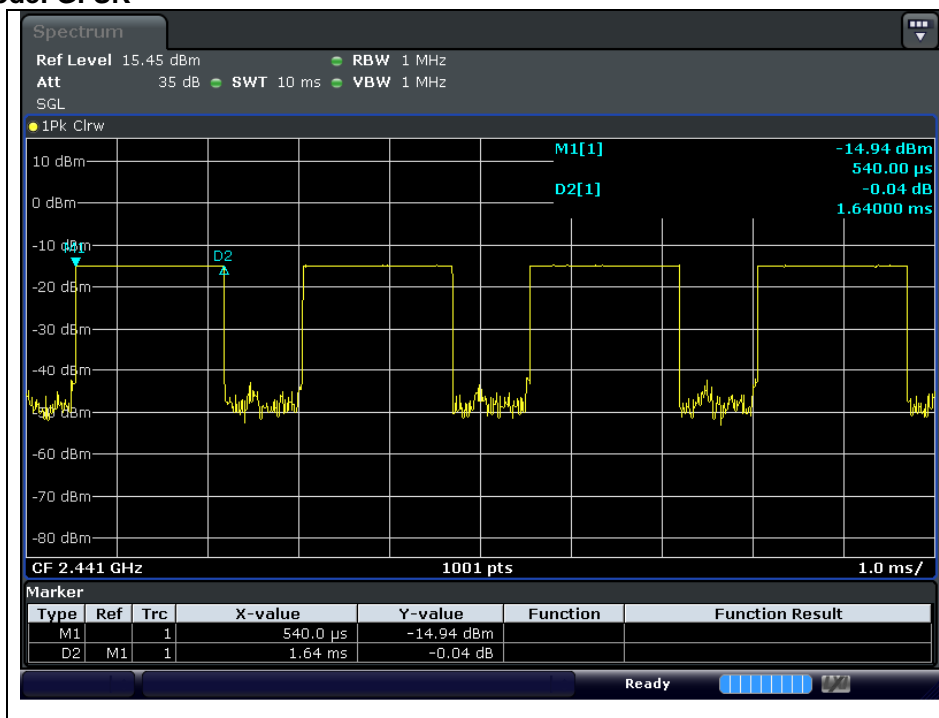 Spectrum
Ref Level 15.45 dBm RBW 1 MHz
Att 35 dB SWT 10 ms VBW 1 MHz
SGL
1Pk Clrw
M1[1] -14.94 dBm
540.00 µs
D2[1] -0.04 dB
1.64000 ms
10 dBm
0 dBm
-10 dBm
M1
D2
-20 dBm
-30 dBm
-40 dBm
-50 dBm
-60 dBm
-70 dBm
-80 dBm
CF 2.441 GHz 1001 pts 1.0 ms/
Marker
Type Ref Trc X-value Y-value Function Function Result
M1 1 540.0 µs -14.94 dBm
D2 M1 1 1.64 ms -0.04 dB
Ready